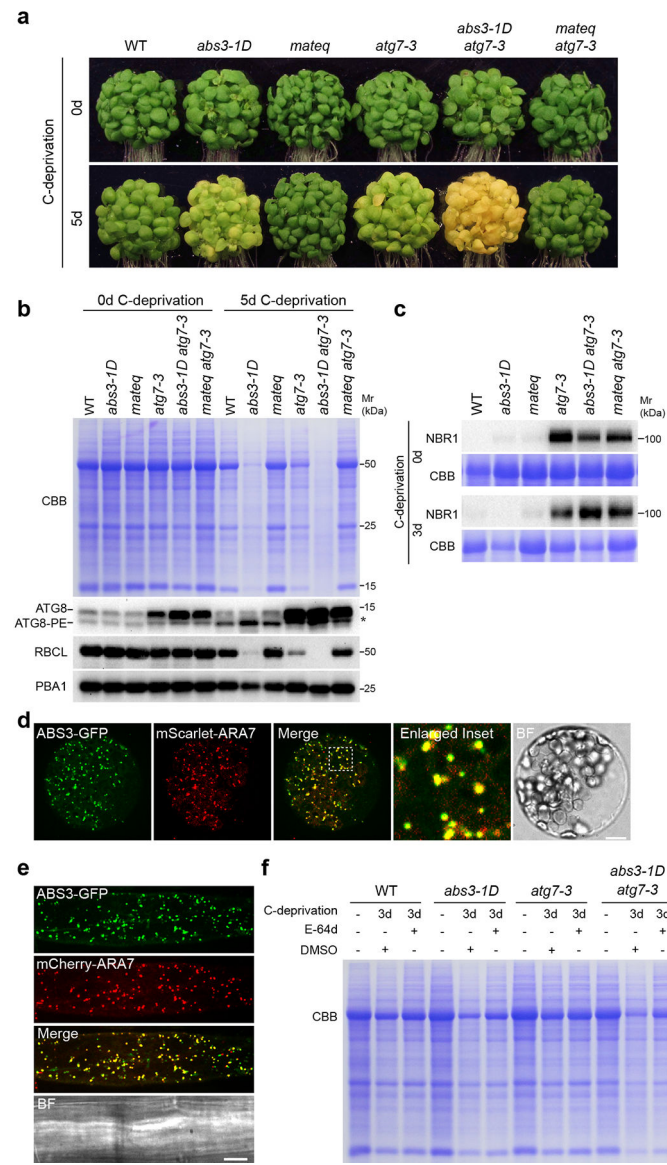 a
WT abs3-1D mateq atg7-3 abs3-1D atg7-3 mateq atg7-3
C-deprivation
0d
5d
b
0d C-deprivation 5d C-deprivation
WT abs3-1D mateq atg7-3 abs3-1D atg7-3 mateq atg7-3 WT abs3-1D mateq atg7-3 abs3-1D atg7-3 mateq atg7-3
Mr (kDa)
CBB
50
25
15
ATG8 15
ATG8-PE *
RBCL 50
PBA1 25
c
WT abs3-1D mateq atg7-3 abs3-1D atg7-3 mateq atg7-3
Mr (kDa)
C-deprivation
0d
NBR1 100
CBB
3d
NBR1 100
CBB
d
ABS3-GFP mScarlet-ARA7 Merge Enlarged Inset BF
e
ABS3-GFP
mCherry-ARA7
Merge
BF
f
WT abs3-1D atg7-3 abs3-1D atg7-3
C-deprivation - 3d 3d - 3d 3d - 3d 3d - 3d 3d
E-64d - - + - - + - - + - - +
DMSO - + - - + - - + - - + -
CBB